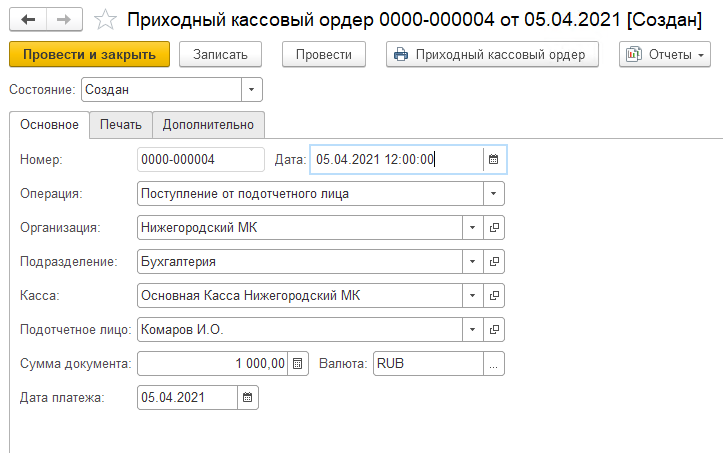 Приходный кассовый ордер 0000-000004 от 05.04.2021 [Создан]
Провести и закрыть Записать Провести Приходный кассовый ордер Отчеты
Состояние: Создан
Основное Печать Дополнительно
Номер: 0000-000004 Дата: 05.04.2021 12:00:00
Операция: Поступление от подотчетного лица
Организация: Нижегородский МК
Подразделение: Бухгалтерия
Касса: Основная Касса Нижегородский МК
Подотчетное лицо: Комаров И.О.
Сумма документа: 1 000,00 Валюта: RUB ...
Дата платежа: 05.04.2021